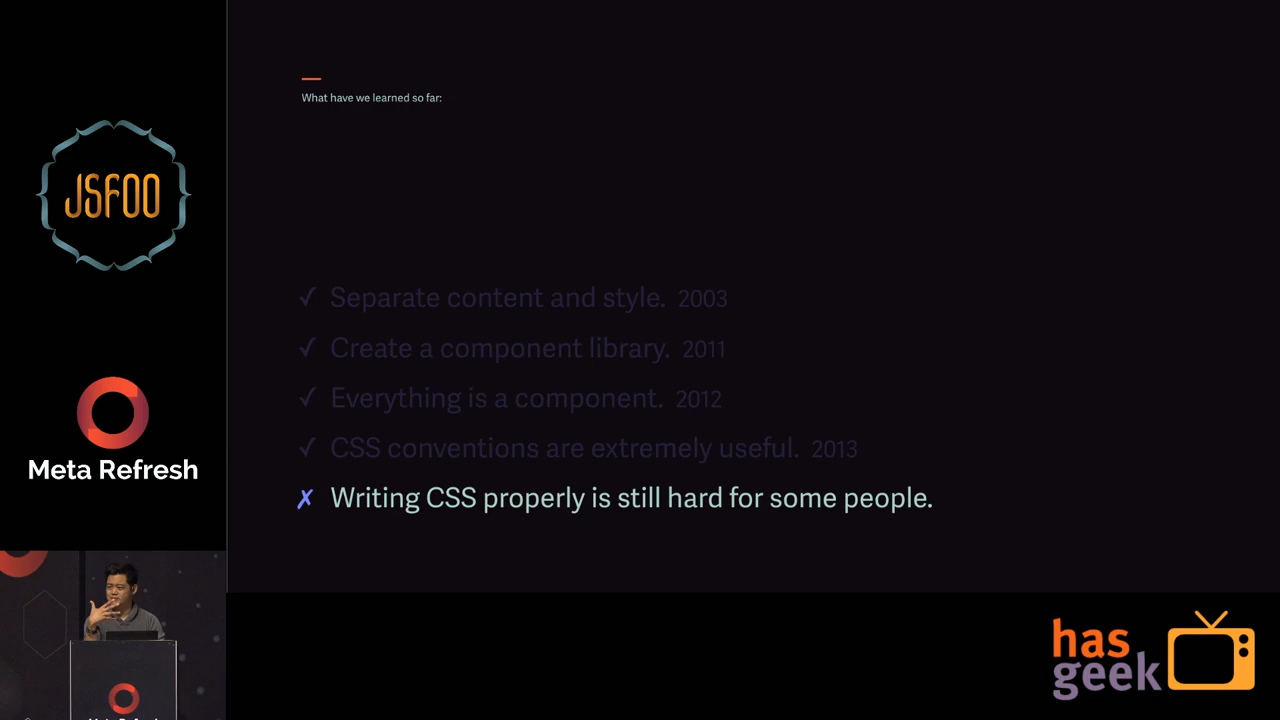 JSFOO
Meta Refresh
What have we learned so far:
✓ Separate content and style. 2003
✓ Create a component library. 2011
✓ Everything is a component. 2012
✓ CSS conventions are extremely useful. 2013
✗ Writing CSS properly is still hard for some people.
Meta Refresh
has
geek